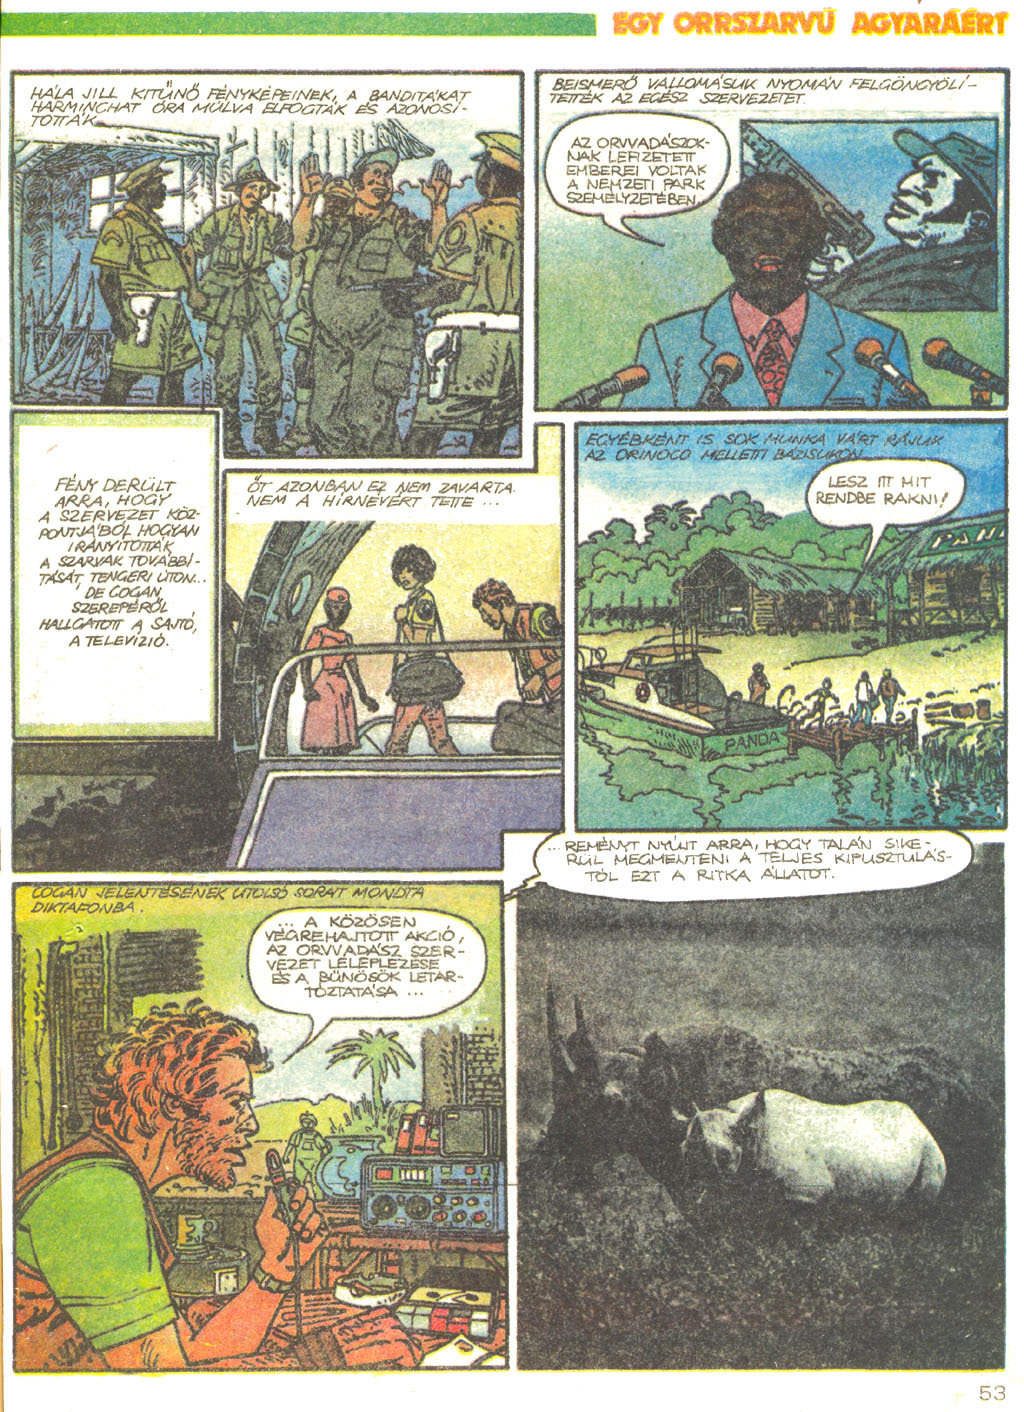 EGY ORRSZARVÚ AGYARÁÉRT
HÁLA JILL KITŰNŐ FÉNYKÉPEINEK, A BANDITÁKAT
HARMINCHAT ÓRA MÚLVA ELFOGTÁK ÉS AZONOSÍ-
TOTTÁK.
BEISMERŐ VALLOMÁSUK NYOMÁN FELGÖNGYÖLÍ-
TETTÉK AZ EGÉSZ SZERVEZETET.
AZ ORVVADÁSZOK-
NAK LEFIZETETT
EMBEREI VOLTAK
A NEMZETI PARK
SZEMÉLYZETÉBEN.
FÉNY DERÜLT
ARRA, HOGY
A SZERVEZET KÖZ-
PONTJÁBÓL HOGYAN
IRÁNYÍTOTTÁK
A SZARVAK TOVÁBBÍ-
TÁSÁT, TENGERI ÚTON...
DE COGAN
SZEREPÉRŐL
HALLGATOTT A SAJTÓ,
A TELEVÍZIÓ.
ŐT AZONBAN EZ NEM ZAVARTA.
NEM A HÍRNÉVÉRT TETTE ...
EGYÉBKÉNT IS SOK MUNKA VÁRT RÁJUK
AZ ORINOCO MELLETTI BÁZISUKON...
LESZ ITT MIT
RENDBE RAKNI!
PAN
PANDA
COGAN JELENTÉSÉNEK UTOLSÓ SORÁT MONDTA
DIKTAFONBA.
... A KÖZÖSEN
VÉGREHAJTOTT AKCIÓ,
AZ ORVVADÁSZ SZER-
VEZET LELEPLEZÉSE
ÉS A BŰNÖSÖK LETAR-
TÓZTATÁSA ...
... REMÉNYT NYÚJT ARRA, HOGY TALÁN SIKE-
RÜL MEGMENTENI A TELJES KIPUSZTULÁS-
TÓL EZT A RITKA ÁLLATOT.
53